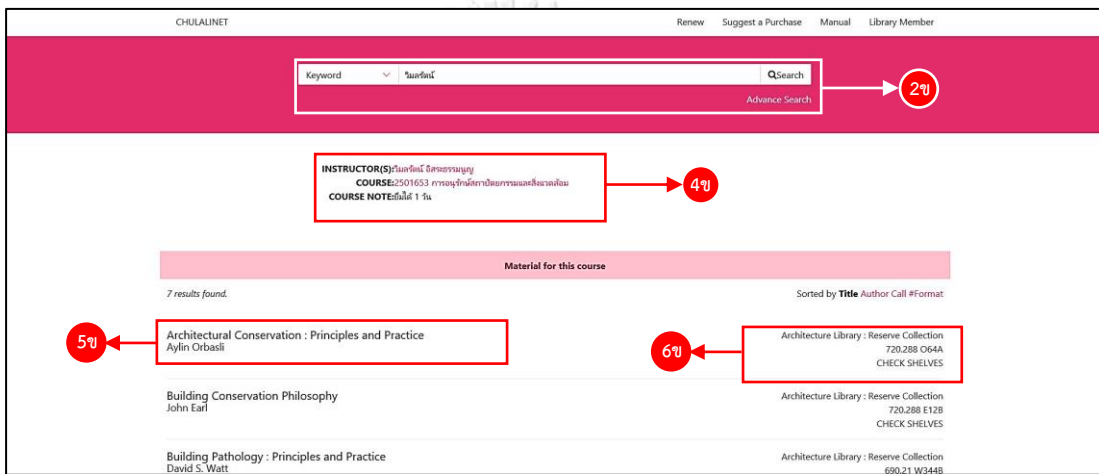 CHULALINET Renew Suggest a Purchase Manual Library Member
Keyword วิมลรัตน์ Search
Advance Search
2ข
INSTRUCTOR(S):วิมลรัตน์ อิสระธรรมนูญ
COURSE:2501653 การอนุรักษ์สถาปัตยกรรมและสิ่งแวดล้อม
COURSE NOTE:ยืมได้ 1 วัน
4ข
Material for this course
7 results found. Sorted by Title Author Call #Format
5ข
Architectural Conservation : Principles and Practice
Aylin Orbasli
6ข
Architecture Library : Reserve Collection
720.288 O64A
CHECK SHELVES
Building Conservation Philosophy
John Earl
Architecture Library : Reserve Collection
720.288 E12B
CHECK SHELVES
Building Pathology : Principles and Practice
David S. Watt
Architecture Library : Reserve Collection
690.21 W344B